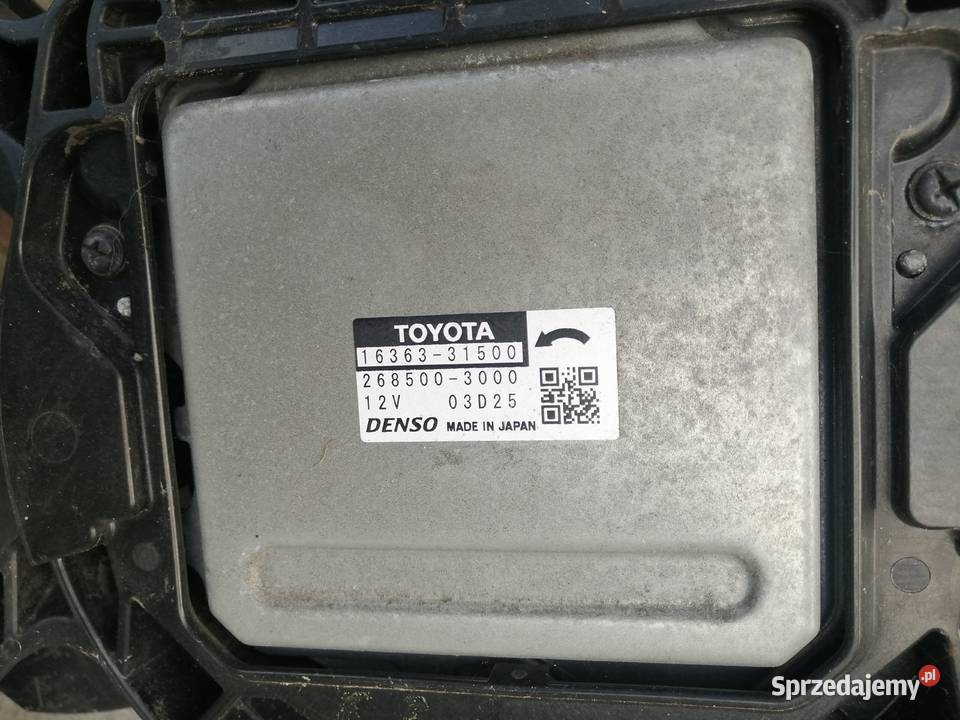 TOYOTA
16363-31500
268500-3000
12V 03D25
DENSO MADE IN JAPAN
Sprzedajemy.pl